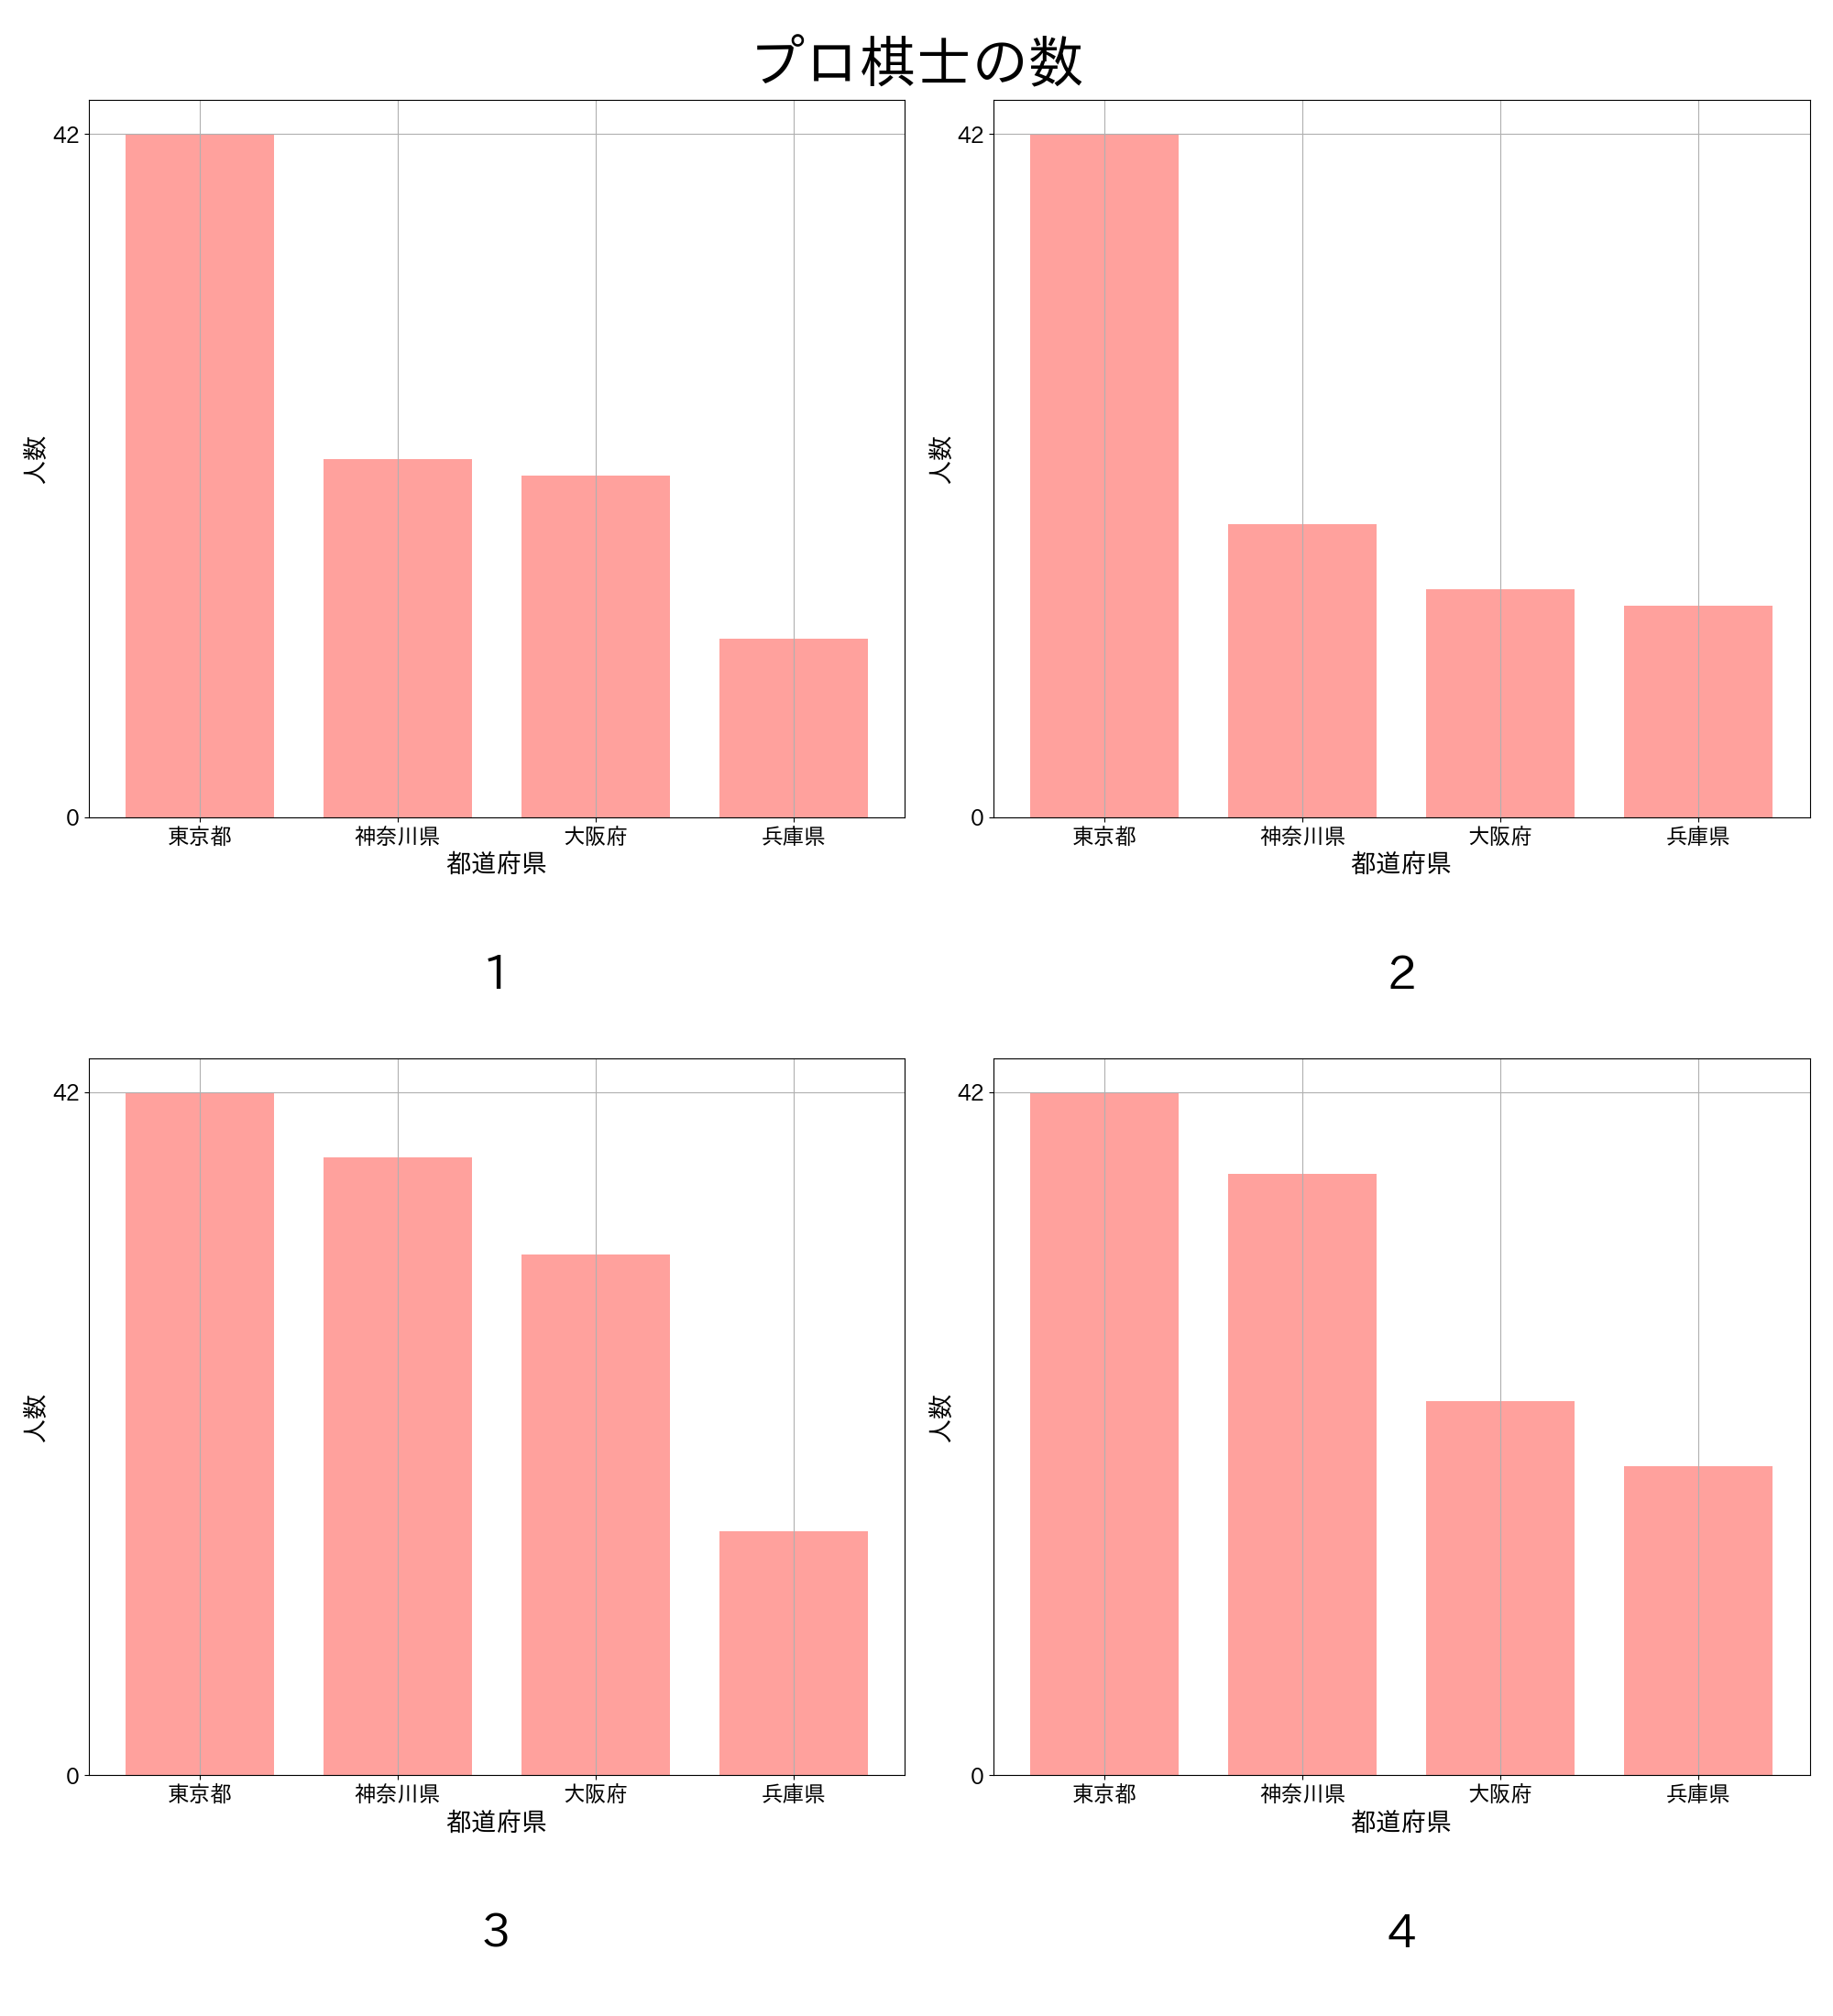 プロ棋士の数
42
0
人数
東京都 神奈川県 大阪府 兵庫県
都道府県
1
42
0
人数
東京都 神奈川県 大阪府 兵庫県
都道府県
2
42
0
人数
東京都 神奈川県 大阪府 兵庫県
都道府県
3
42
0
人数
東京都 神奈川県 大阪府 兵庫県
都道府県
4